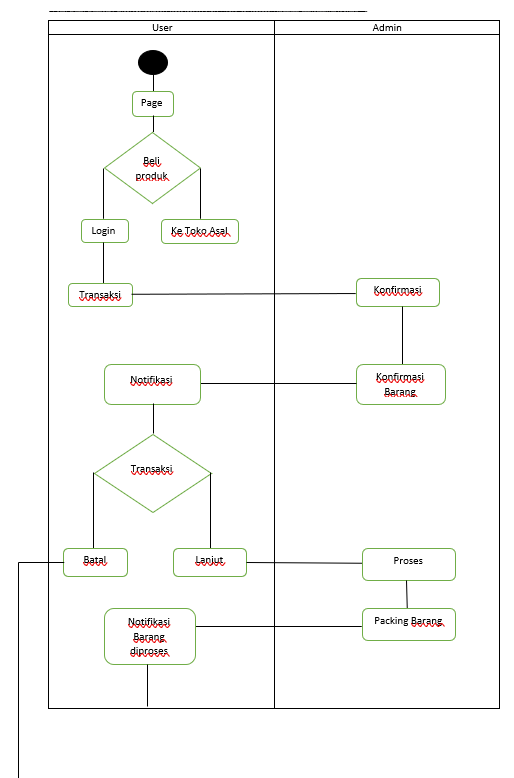 User
Admin
Page
Beli
produk
Login
Ke Toko Asal
Transaksi
Konfirmasi
Notifikasi
Konfirmasi
Barang
Transaksi
Batal
Lanjut
Proses
Notifikasi
Barang
diproses
Packing Barang